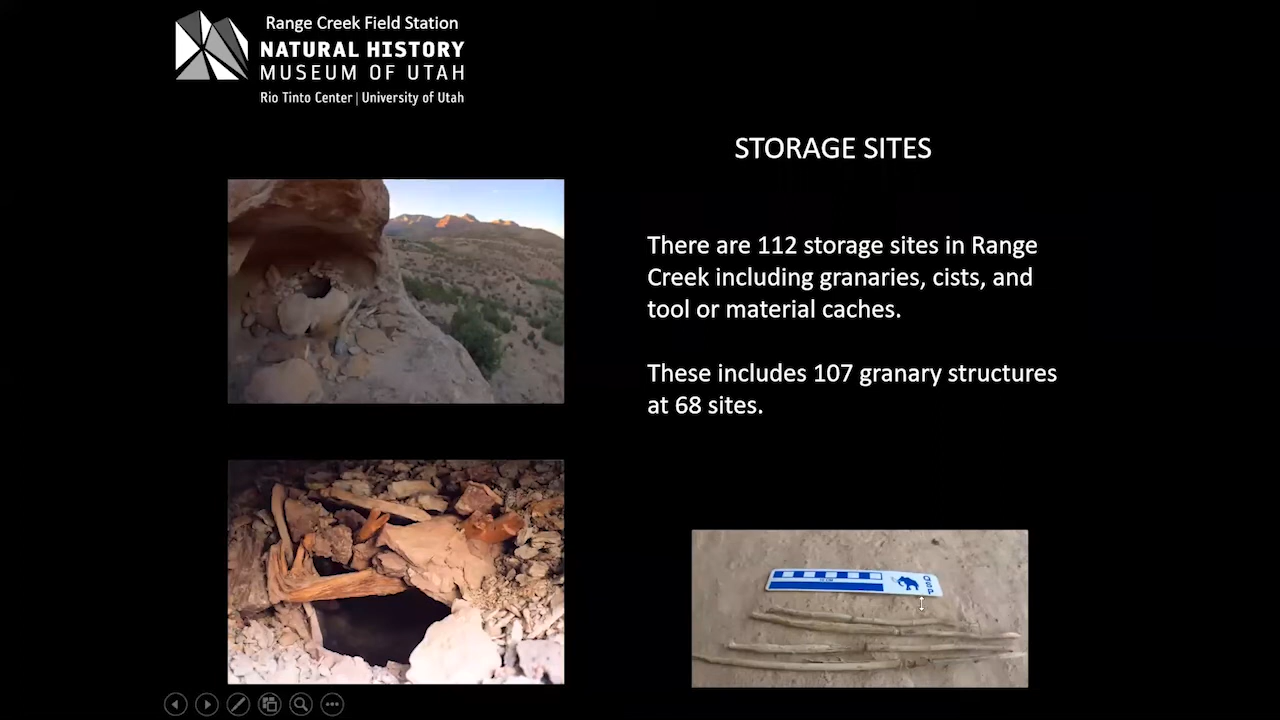 Range Creek Field Station
NATURAL HISTORY
MUSEUM OF UTAH
Rio Tinto Center | University of Utah
STORAGE SITES
There are 112 storage sites in Range
Creek including granaries, cists, and
tool or material caches.
These includes 107 granary structures
at 68 sites.